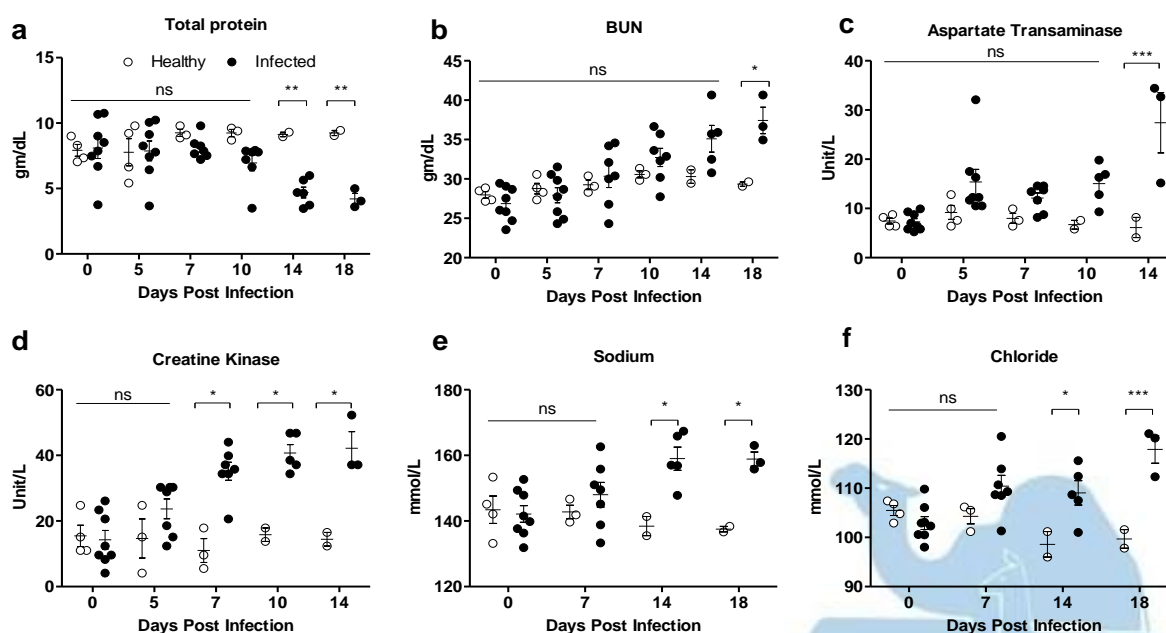 a
Total protein
Healthy
Infected
gm/dL
15
10
5
0
ns
**
**
0 5 7 10 14 18
Days Post Infection
b
BUN
gm/dL
45
40
35
30
25
20
ns
*
0 5 7 10 14 18
Days Post Infection
c
Aspartate Transaminase
Unit/L
40
30
20
10
0
ns
***
0 5 7 10 14
Days Post Infection
d
Creatine Kinase
Unit/L
60
40
20
0
ns
*
*
*
0 5 7 10 14
Days Post Infection
e
Sodium
mmol/L
180
160
140
120
ns
*
*
0 7 14 18
Days Post Infection
f
Chloride
mmol/L
130
120
110
100
90
ns
*
***
0 7 14 18
Days Post Infection